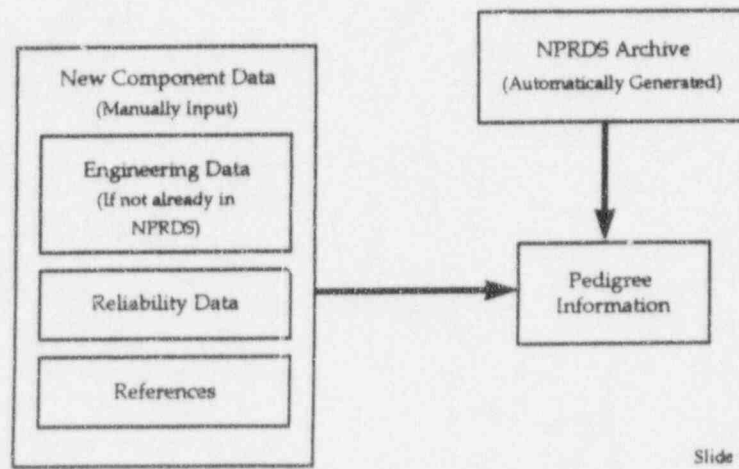 New Component Data
(Manually Input)
Engineering Data
(If not already in
NPRDS)
Reliability Data
References
NPRDS Archive
(Automatically Generated)
Pedigree
Information
Slide